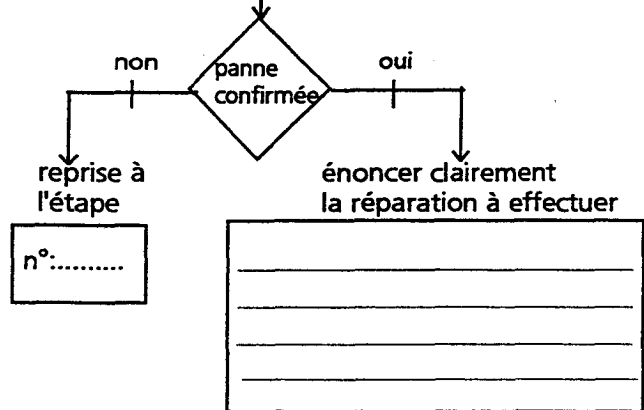 non
oui
panne
confirmée
reprise à
l'étape
énoncer clairement
la réparation à effectuer
n°:..........